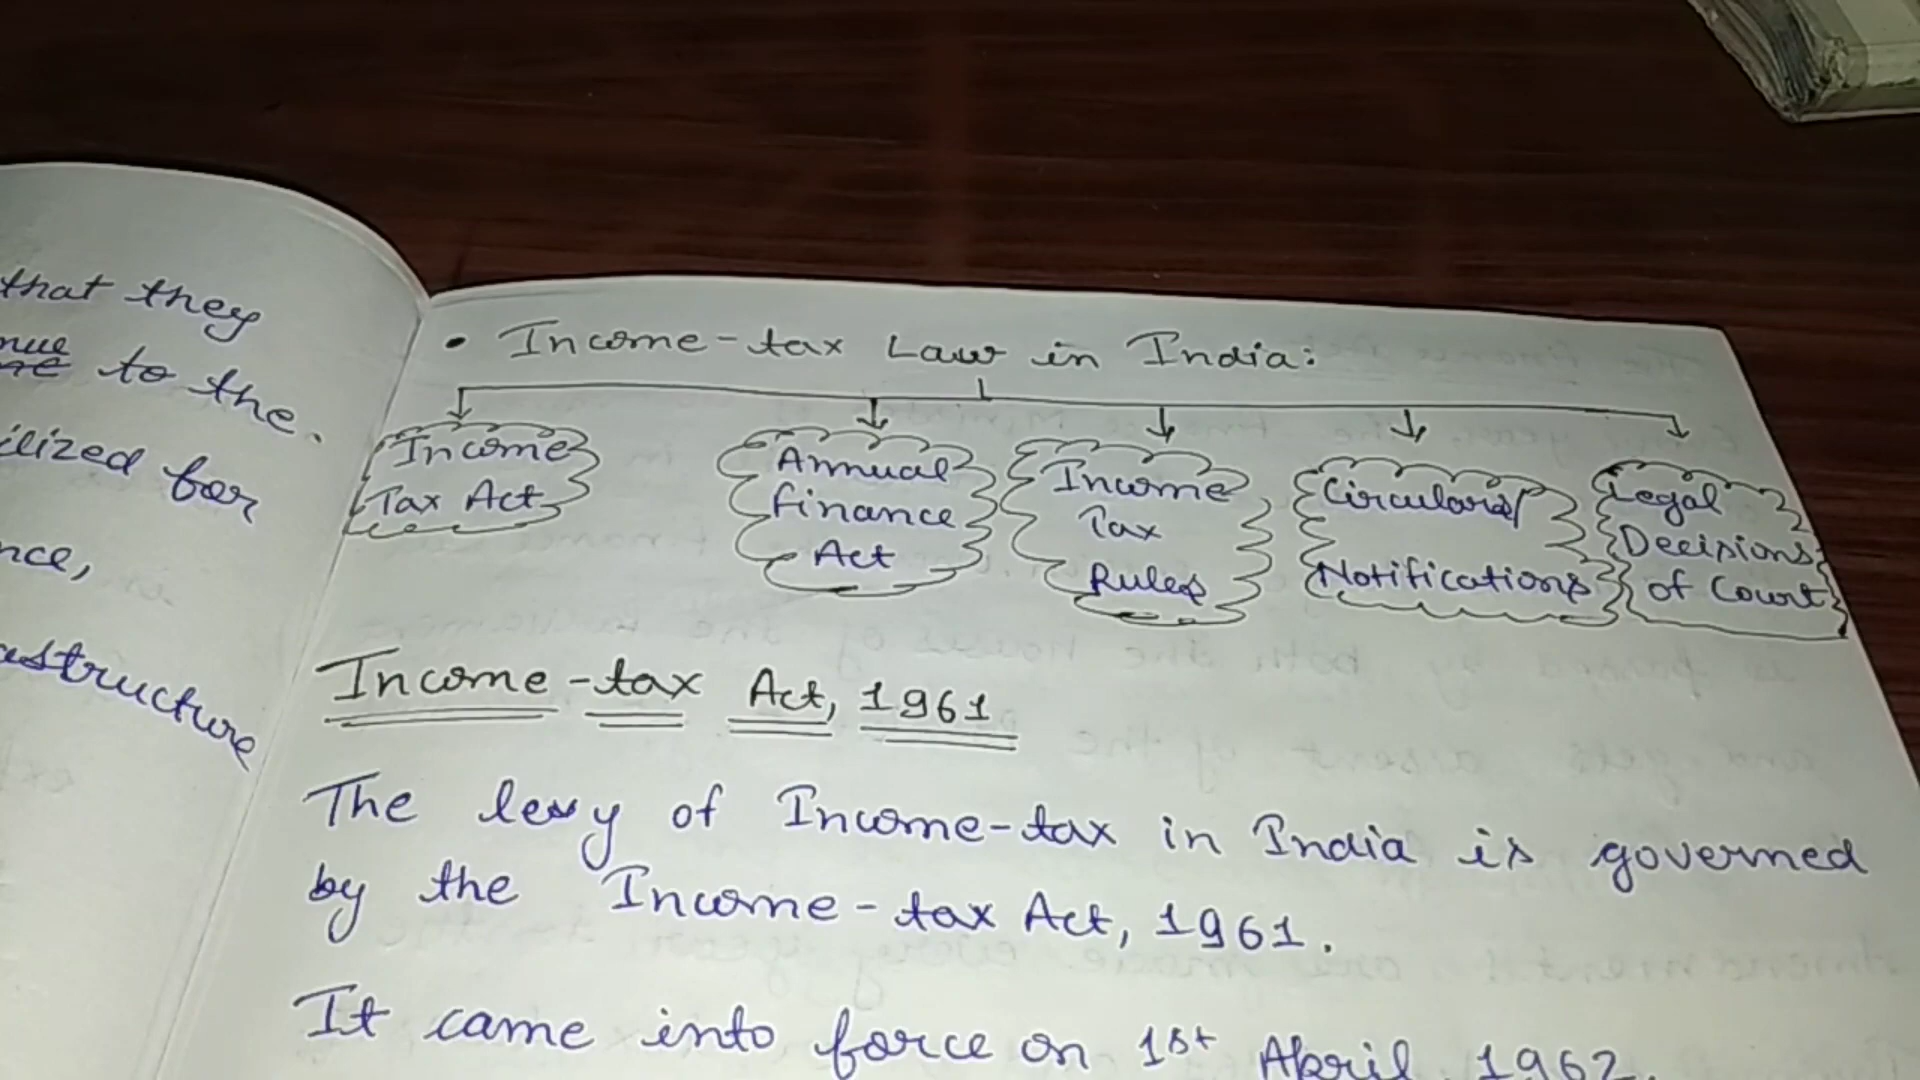 that they
nue
to the.
ilized for
nce,
astructure
• Income-tax Law in India:
Income
Tax Act
Annual
Finance
Act
Income
Tax
Rules
Circulars/
Notifications
Legal
Decisions
of Court
Income-tax Act, 1961
The levy of Income-tax in India is governed
by the Income-tax Act, 1961.
It came into force on 1st April, 1962.